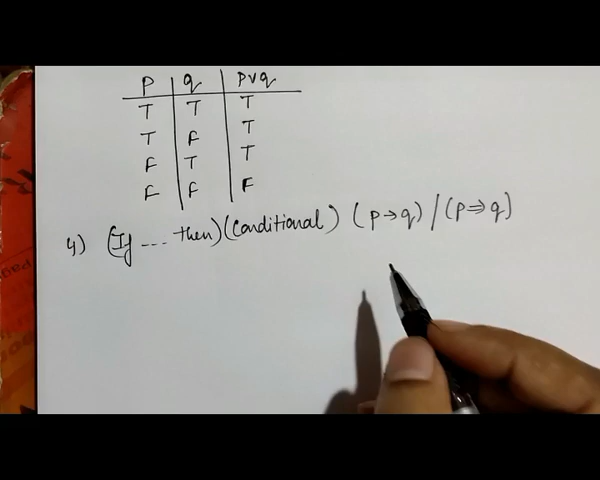 p q p∨q
T T T
T F T
F T T
F F F
4) (If --- then) (Conditional) (p→q) / (p⇒q)